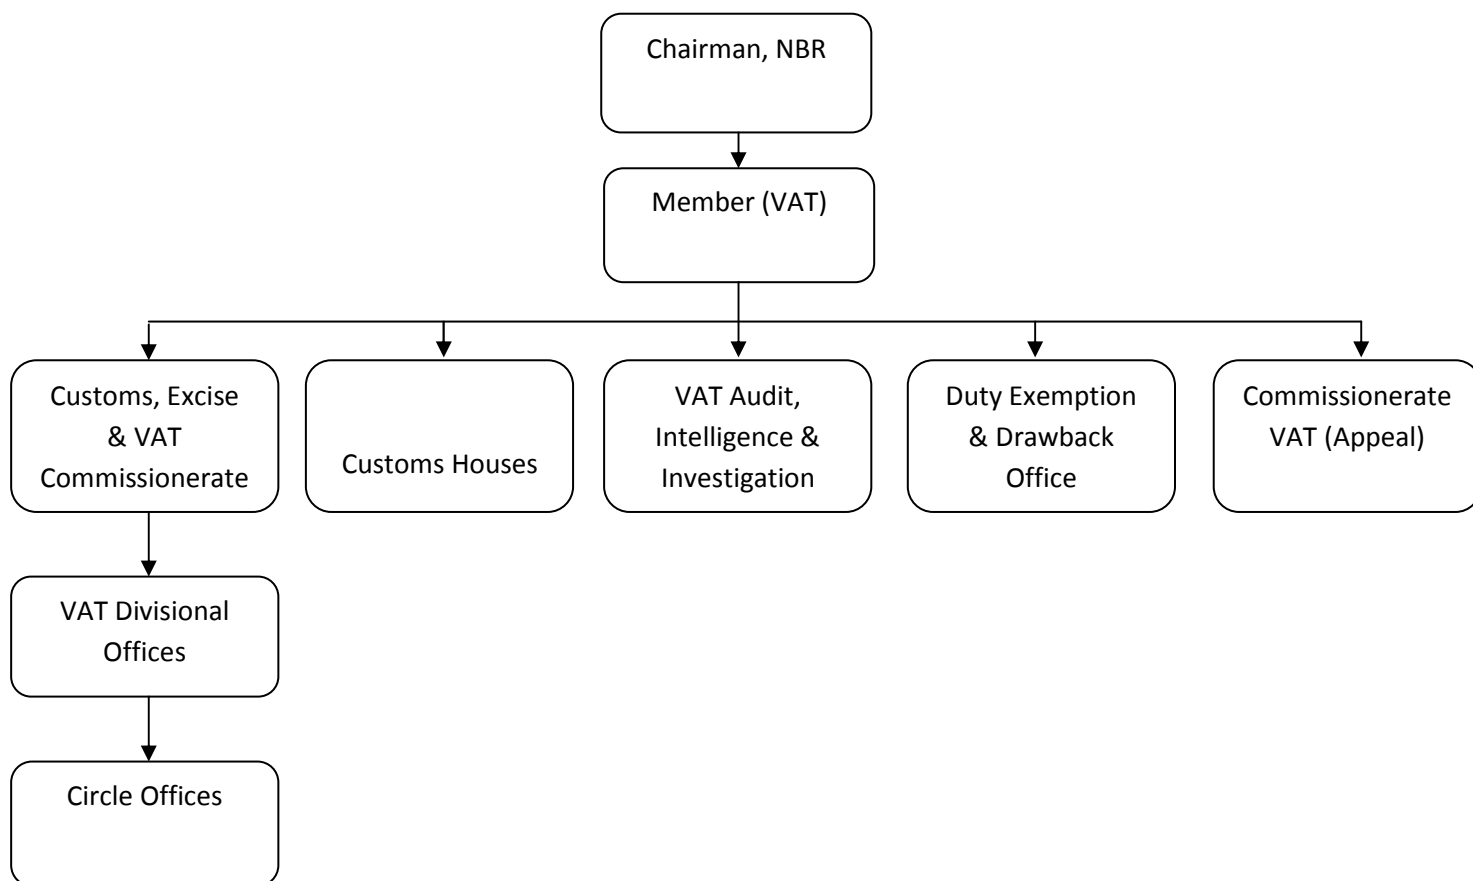 Chairman, NBR
Member (VAT)
Customs, Excise
& VAT
Commissionerate
Customs Houses
VAT Audit,
Intelligence &
Investigation
Duty Exemption
& Drawback
Office
Commissionerate
VAT (Appeal)
VAT Divisional
Offices
Circle Offices